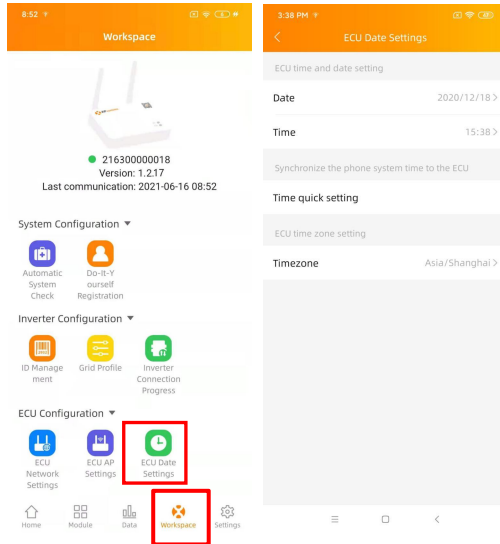 8:52
Workspace
216300000018
Version: 1.2.17
Last communication: 2021-06-16 08:52
System Configuration
Automatic
System
Check
Do-It-Y
ourself
Registration
Inverter Configuration
ID Manage
ment
Grid Profile
Inverter
Connection
Progress
ECU Configuration
ECU
Network
Settings
ECU AP
Settings
ECU Date
Settings
Home
Module
Data
Workspace
Settings
3:38 PM
ECU Date Settings
ECU time and date setting
Date 2020/12/18
Time 15:38
Synchronize the phone system time to the ECU
Time quick setting
ECU time zone setting
Timezone Asia/Shanghai